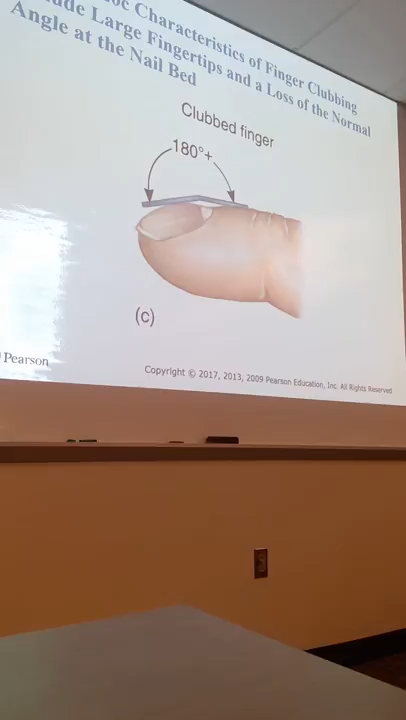 Characteristics of Finger Clubbing
Large Fingertips and a Loss of the Normal
Angle at the Nail Bed
Clubbed finger
180°+
(c)
Pearson
Copyright © 2017, 2013, 2009 Pearson Education, Inc. All Rights Reserved